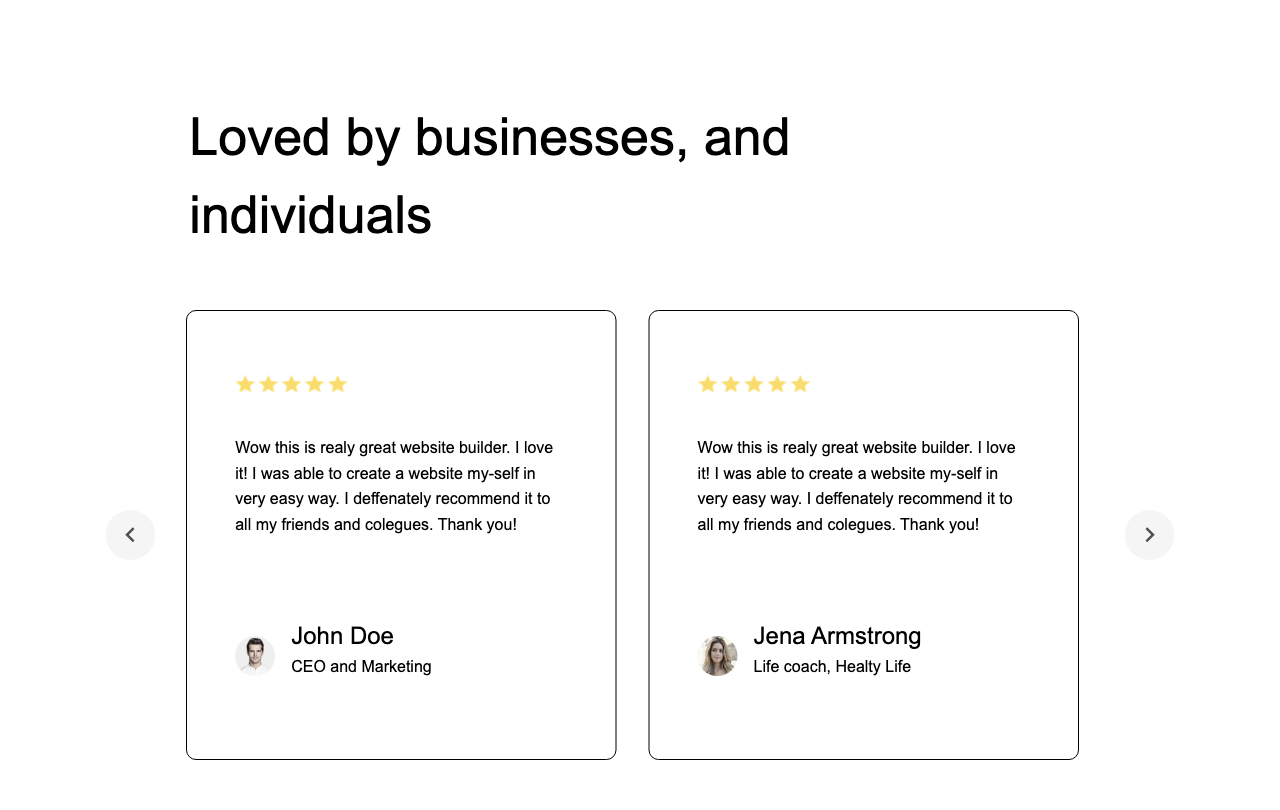 Loved by businesses, and
individuals
Wow this is realy great website builder. I love
it! I was able to create a website my-self in
very easy way. I deffenately recommend it to
all my friends and colegues. Thank you!
John Doe
CEO and Marketing
Wow this is realy great website builder. I love
it! I was able to create a website my-self in
very easy way. I deffenately recommend it to
all my friends and colegues. Thank you!
Jena Armstrong
Life coach, Healty Life